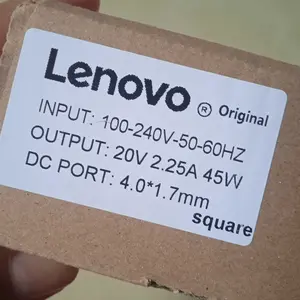 Lenovo ® Original
INPUT: 100-240V-50-60HZ
OUTPUT: 20V 2.25A 45W
DC PORT: 4.0*1.7mm
square